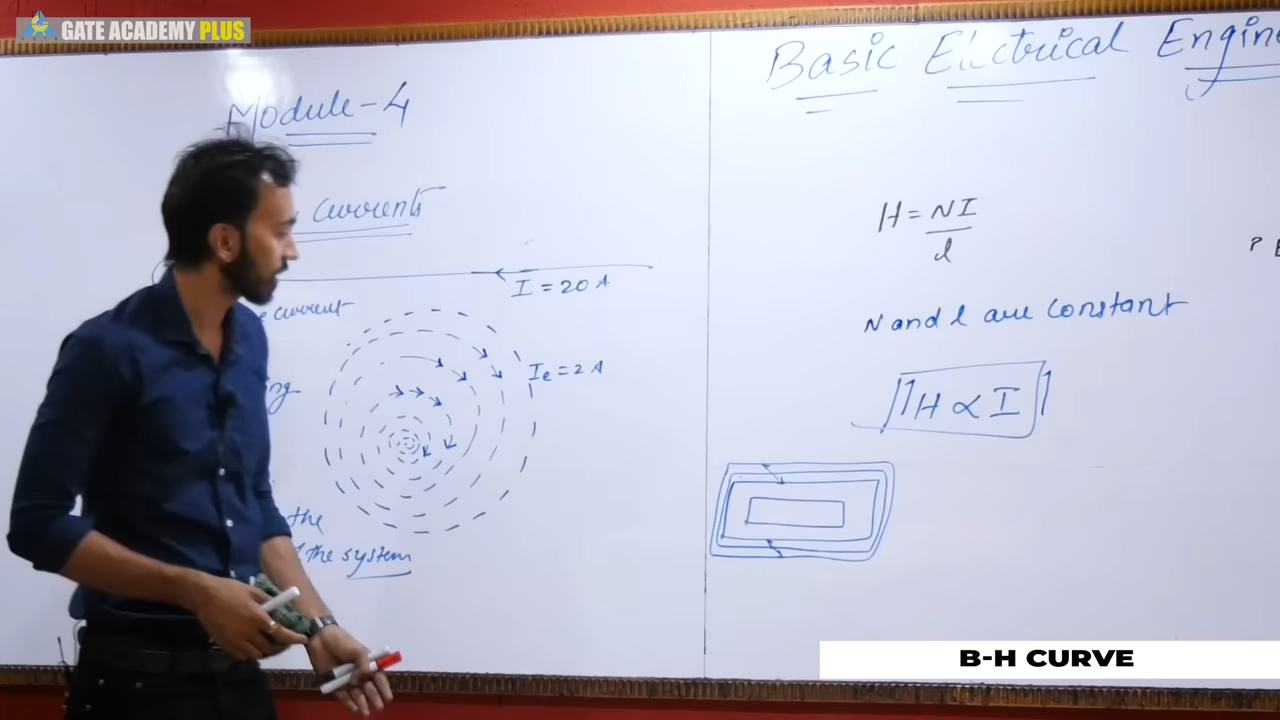 GATE ACADEMY PLUS
Module-4
currents
I = 20 A
current
Ie = 2 A
the
the system
Basic Electrical Engine
H = NI
l
N and l are constant
H ∝ I
B-H CURVE